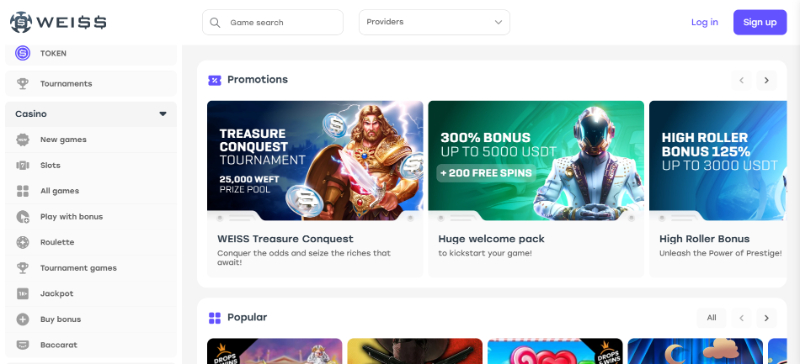 WEI$$
Game search
Providers
Log in
Sign up
TOKEN
Tournaments
Casino
New games
Slots
All games
Play with bonus
Roulette
Tournament games
Jackpot
Buy bonus
Baccarat
Promotions
TREASURE
CONQUEST
TOURNAMENT
25,000 WEFT
PRIZE POOL
WEISS Treasure Conquest
Conquer the odds and seize the riches that
await!
300% BONUS
UP TO 5000 USDT
+ 200 FREE SPINS
Huge welcome pack
to kickstart your game!
HIGH ROLLER
BONUS 125%
UP TO 3000 USDT
High Roller Bonus
Unleash the Power of Prestige!
Popular
All
DROPS
& WINS
DROPS
& WINS